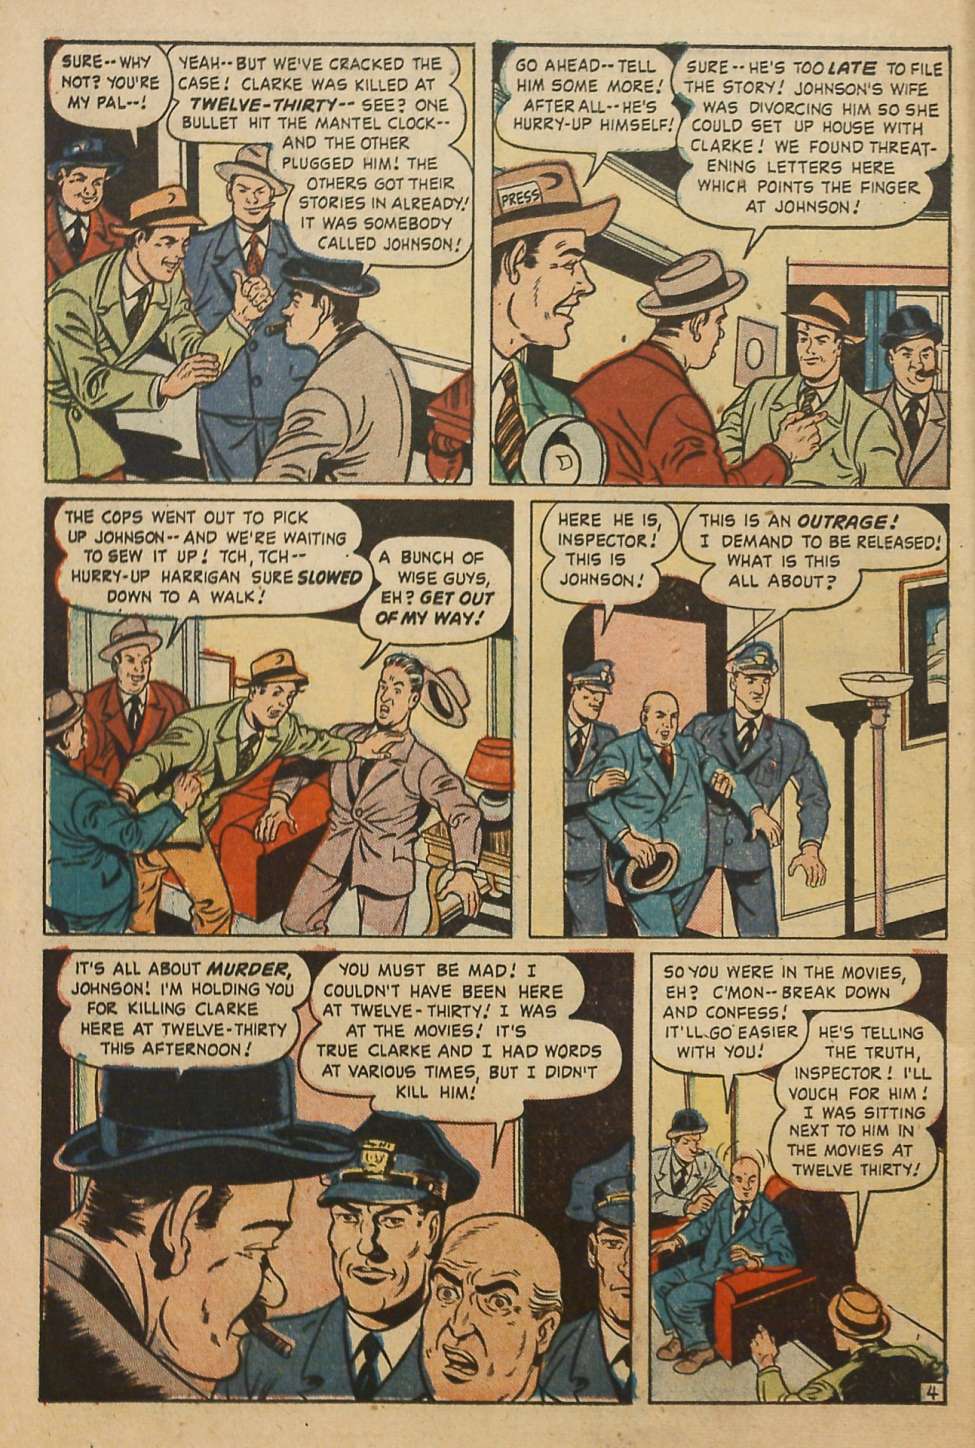 SURE--WHY
NOT? YOU'RE
MY PAL--!
YEAH--BUT WE'VE CRACKED THE
CASE! CLARKE WAS KILLED AT
TWELVE-THIRTY-- SEE? ONE
BULLET HIT THE MANTEL CLOCK--
AND THE OTHER
PLUGGED HIM! THE
OTHERS GOT THEIR
STORIES IN ALREADY!
IT WAS SOMEBODY
CALLED JOHNSON!
GO AHEAD--TELL
HIM SOME MORE!
AFTER ALL--HE'S
HURRY-UP HIMSELF!
SURE--HE'S TOO LATE TO FILE
THE STORY! JOHNSON'S WIFE
WAS DIVORCING HIM SO SHE
COULD SET UP HOUSE WITH
CLARKE! WE FOUND THREAT-
ENING LETTERS HERE
WHICH POINTS THE FINGER
AT JOHNSON!
PRESS
THE COPS WENT OUT TO PICK
UP JOHNSON--AND WE'RE WAITING
TO SEW IT UP! TCH, TCH--
HURRY-UP HARRIGAN SURE SLOWED
DOWN TO A WALK!
A BUNCH OF
WISE GUYS,
EH? GET OUT
OF MY WAY!
HERE HE IS,
INSPECTOR!
THIS IS
JOHNSON!
THIS IS AN OUTRAGE!
I DEMAND TO BE RELEASED!
WHAT IS THIS
ALL ABOUT?
IT'S ALL ABOUT MURDER,
JOHNSON! I'M HOLDING YOU
FOR KILLING CLARKE
HERE AT TWELVE-THIRTY
THIS AFTERNOON!
YOU MUST BE MAD! I
COULDN'T HAVE BEEN HERE
AT TWELVE-THIRTY! I WAS
AT THE MOVIES! IT'S
TRUE CLARKE AND I HAD WORDS
AT VARIOUS TIMES, BUT I DIDN'T
KILL HIM!
SO YOU WERE IN THE MOVIES,
EH? C'MON--BREAK DOWN
AND CONFESS!
IT'LL GO EASIER
WITH YOU!
HE'S TELLING
THE TRUTH,
INSPECTOR! I'LL
VOUCH FOR HIM!
I WAS SITTING
NEXT TO HIM IN
THE MOVIES AT
TWELVE THIRTY!
4